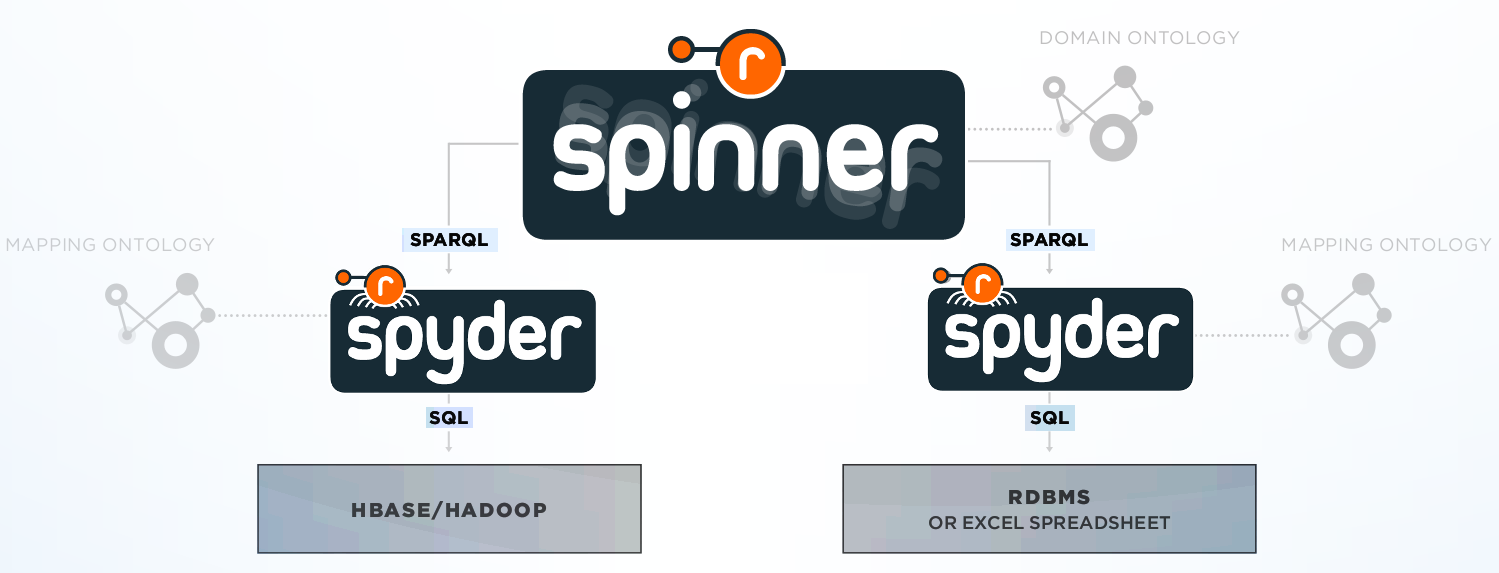 DOMAIN ONTOLOGY
r
spinner
SPARQL
SPARQL
MAPPING ONTOLOGY
MAPPING ONTOLOGY
r
spyder
r
spyder
SQL
SQL
HBASE/HADOOP
RDBMS
OR EXCEL SPREADSHEET